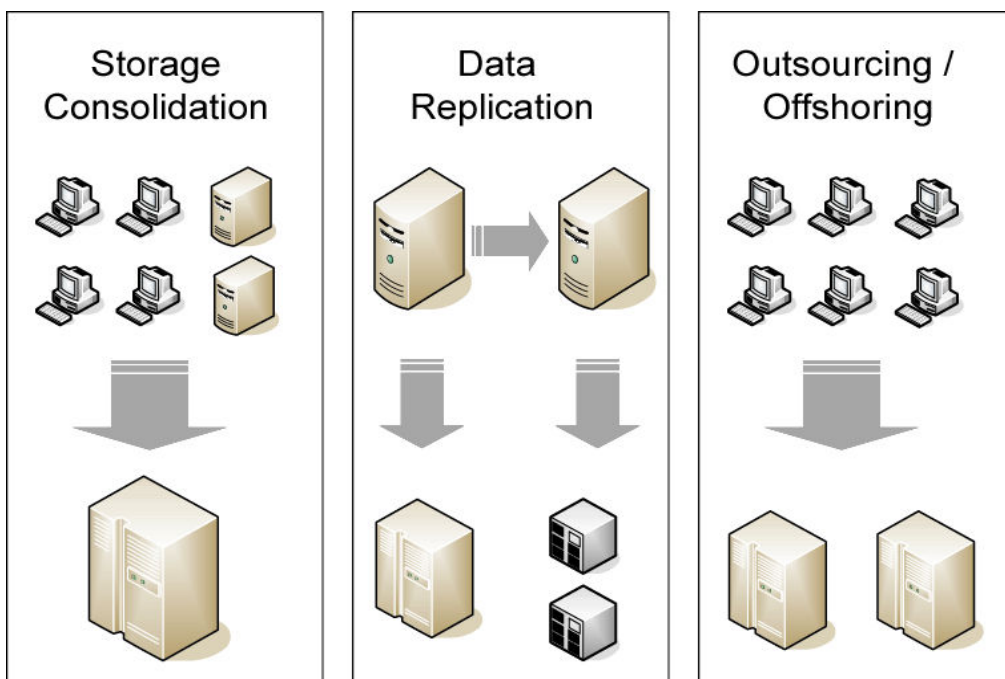 Storage
Consolidation
Data
Replication
Outsourcing /
Offshoring